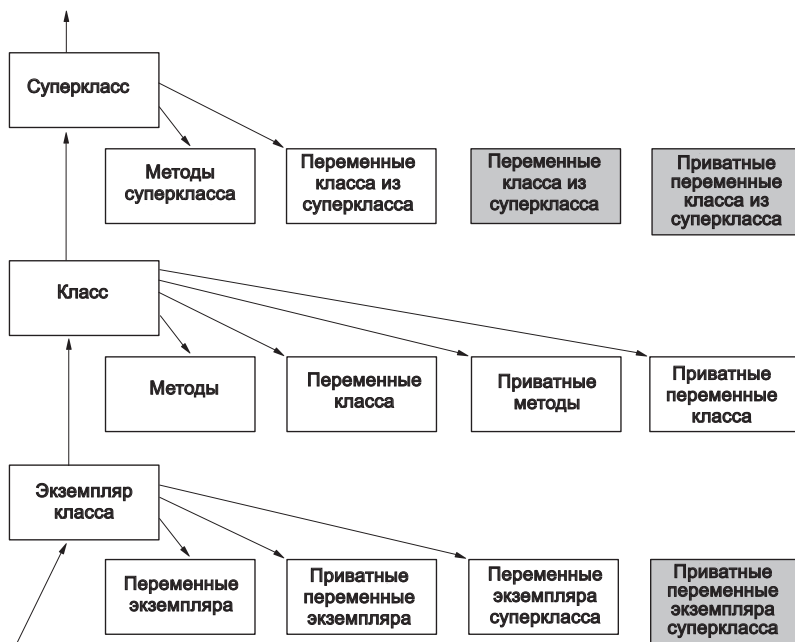 Суперкласс
Методы
суперкласса
Переменные
класса из
суперкласса
Переменные
класса из
суперкласса
Приватные
переменные
класса из
суперкласса
Класс
Методы
Переменные
класса
Приватные
методы
Приватные
переменные
класса
Экземпляр
класса
Переменные
экземпляра
Приватные
переменные
экземпляра
Переменные
экземпляра
суперкласса
Приватные
переменные
экземпляра
суперкласса